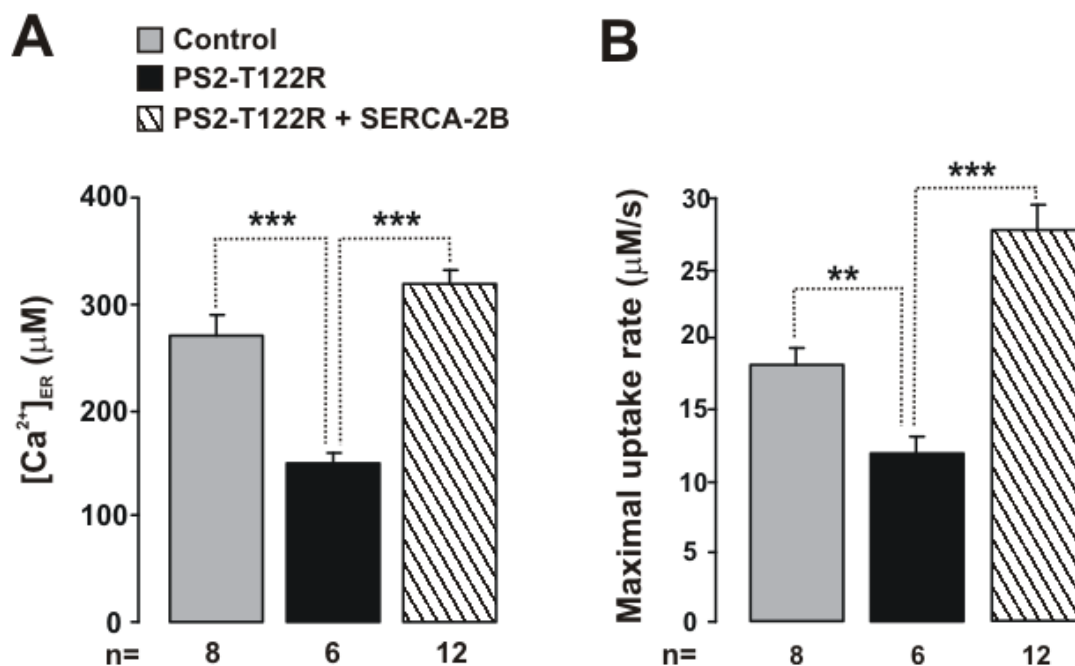 A
Control
PS2-T122R
PS2-T122R + SERCA-2B
[Ca²⁺]ER (µM)
400
300
200
100
0
***
***
n=
8
6
12
B
Maximal uptake rate (µM/s)
30
25
20
15
10
5
0
**
***
n=
8
6
12